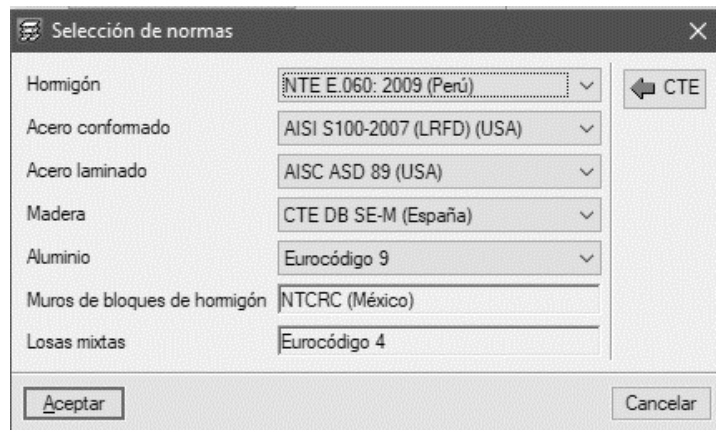 Selección de normas
Hormigón NTE E.060: 2009 (Perú) CTE
Acero conformado AISI S100-2007 (LRFD) (USA)
Acero laminado AISC ASD 89 (USA)
Madera CTE DB SE-M (España)
Aluminio Eurocódigo 9
Muros de bloques de hormigón NTCRC (México)
Losas mixtas Eurocódigo 4
Aceptar Cancelar